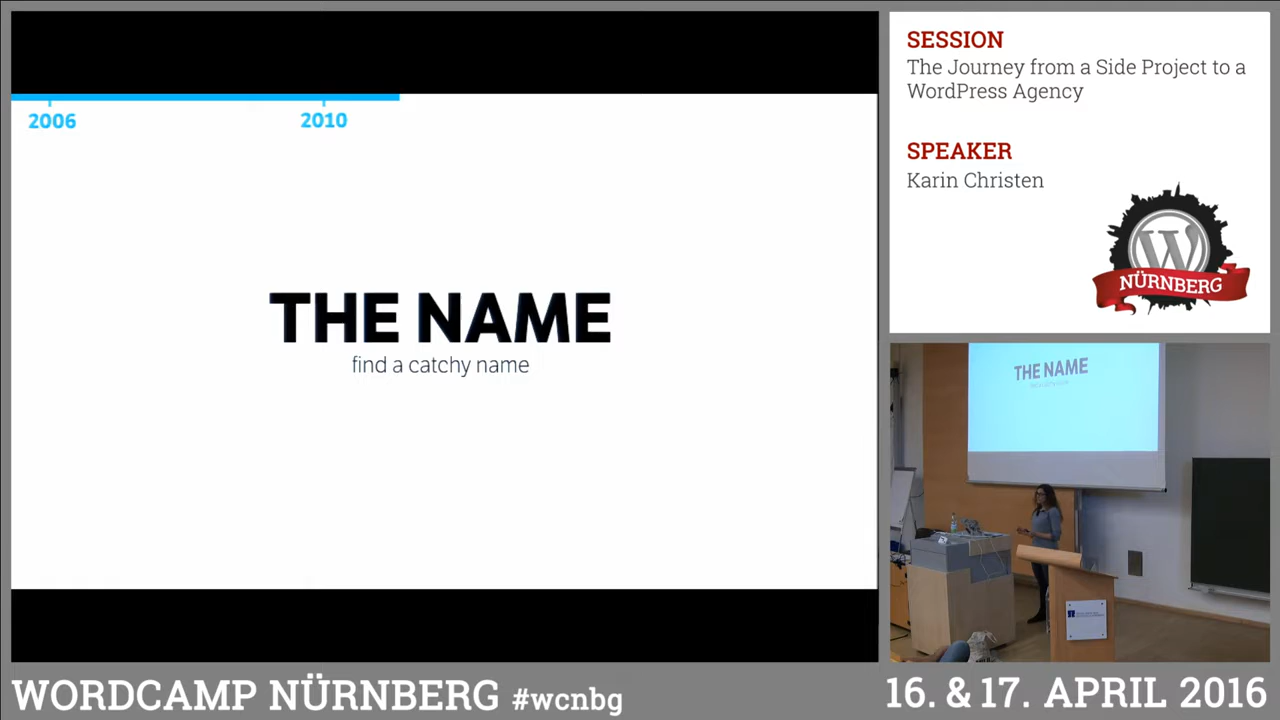 2006
2010
THE NAME
find a catchy name
SESSION
The Journey from a Side Project to a
WordPress Agency
SPEAKER
Karin Christen
W
NÜRNBERG
THE NAME
WORDCAMP NÜRNBERG #wcnbg
16. & 17. APRIL 2016